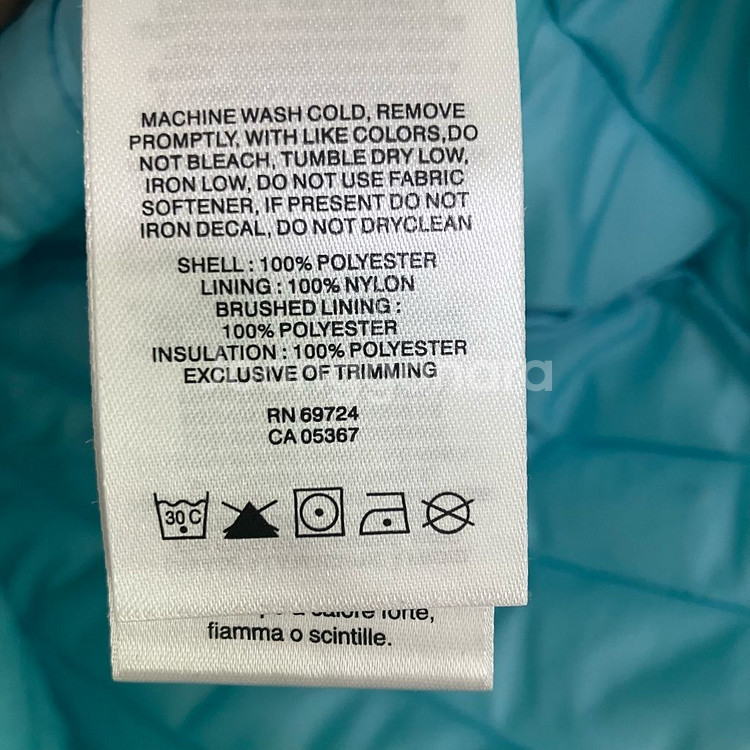 MACHINE WASH COLD, REMOVE
PROMPTLY, WITH LIKE COLORS,DO
NOT BLEACH, TUMBLE DRY LOW,
IRON LOW, DO NOT USE FABRIC
SOFTENER, IF PRESENT DO NOT
IRON DECAL, DO NOT DRYCLEAN
SHELL : 100% POLYESTER
LINING : 100% NYLON
BRUSHED LINING :
100% POLYESTER
INSULATION : 100% POLYESTER
EXCLUSIVE OF TRIMMING
RN 69724
CA 05367
30 C
calore forte,
fiamma o scintille.